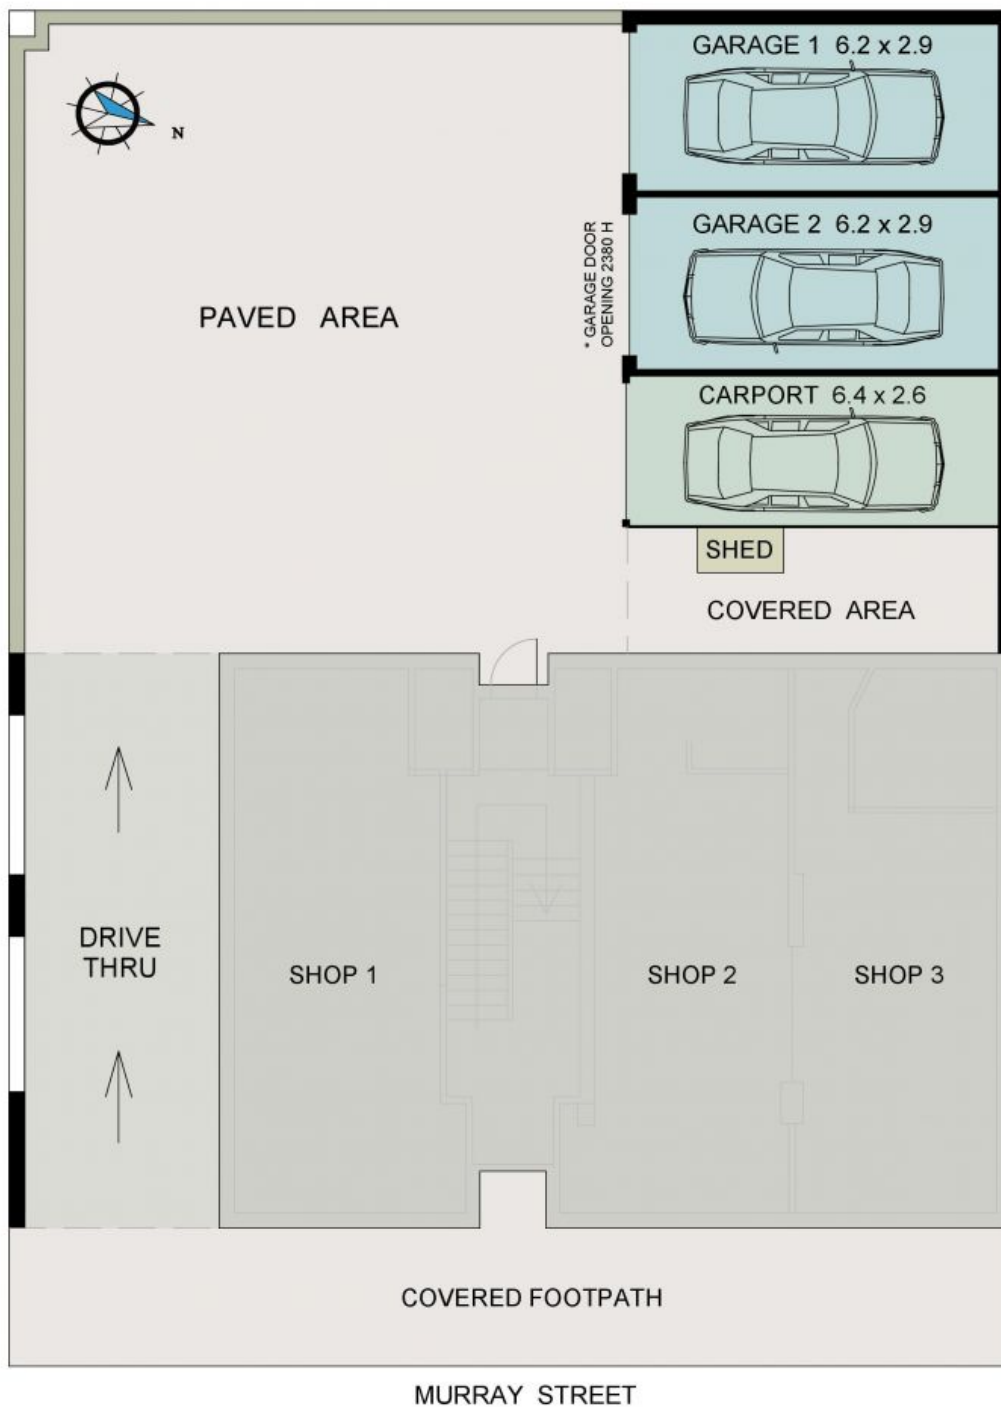 GARAGE 1 6.2 x 2.9
N
GARAGE 2 6.2 x 2.9
* GARAGE DOOR
OPENING 2380 H
PAVED AREA
CARPORT 6.4 x 2.6
SHED
COVERED AREA
DRIVE
THRU
SHOP 1
SHOP 2
SHOP 3
COVERED FOOTPATH
MURRAY STREET